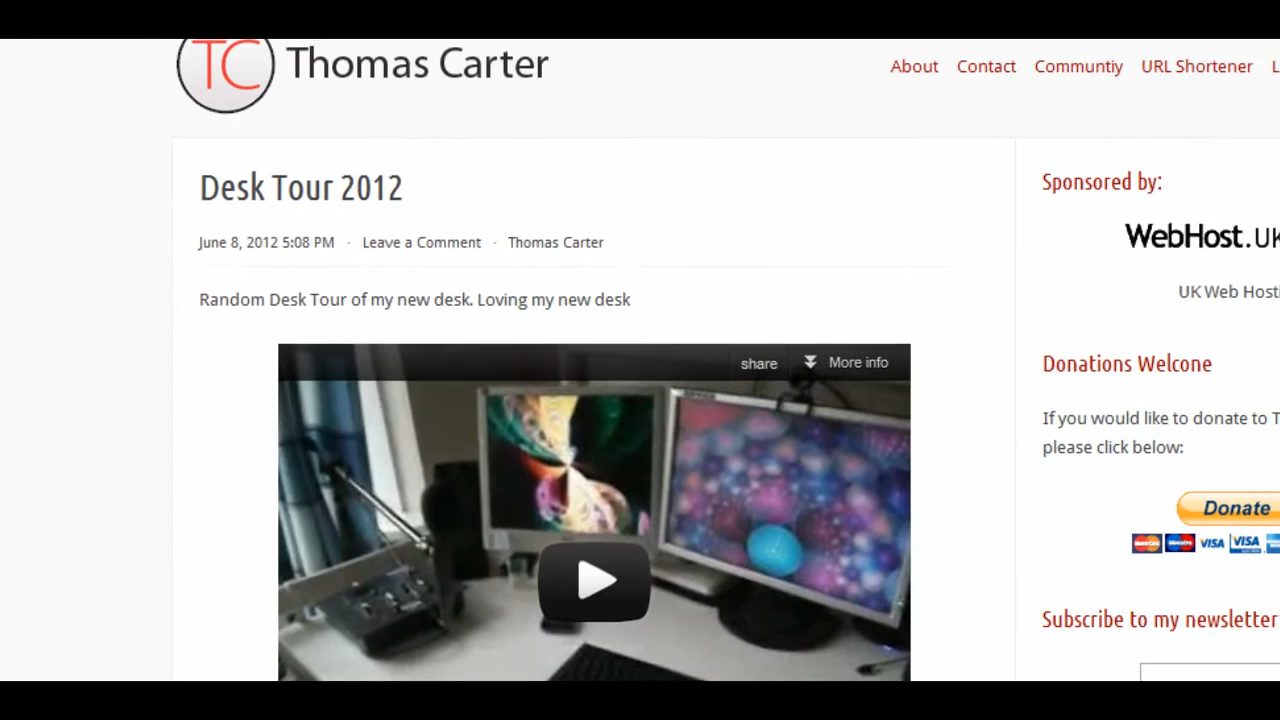 TC Thomas Carter
About Contact Communtiy URL Shortener L
Desk Tour 2012
June 8, 2012 5:08 PM - Leave a Comment - Thomas Carter
Random Desk Tour of my new desk. Loving my new desk
share More info
Sponsored by:
WebHost.UK
UK Web Hosti
Donations Welcome
If you would like to donate to T
please click below:
Donate
VISA VISA
Subscribe to my newsletter